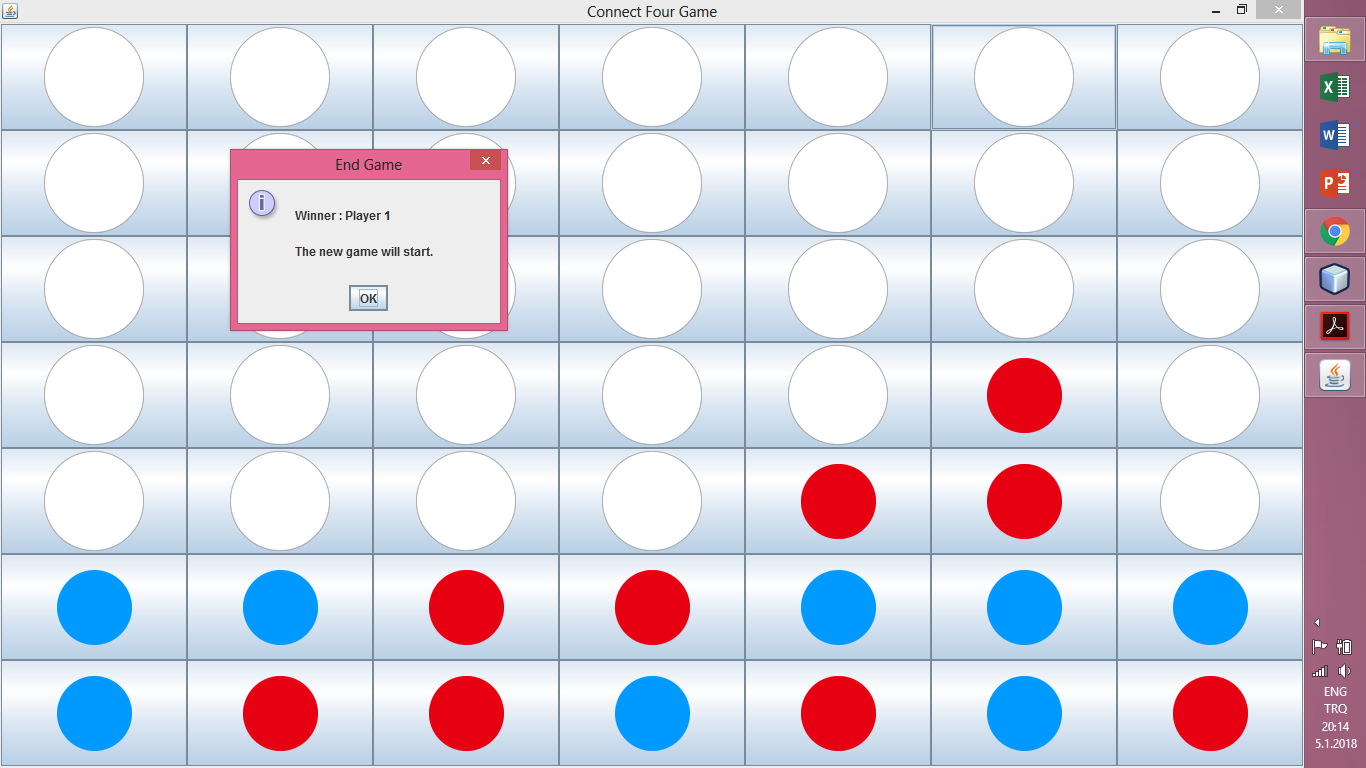 Connect Four Game
End Game
Winner : Player 1
The new game will start.
OK
X
W
P
ENG
TRQ
20:14
5.1.2018